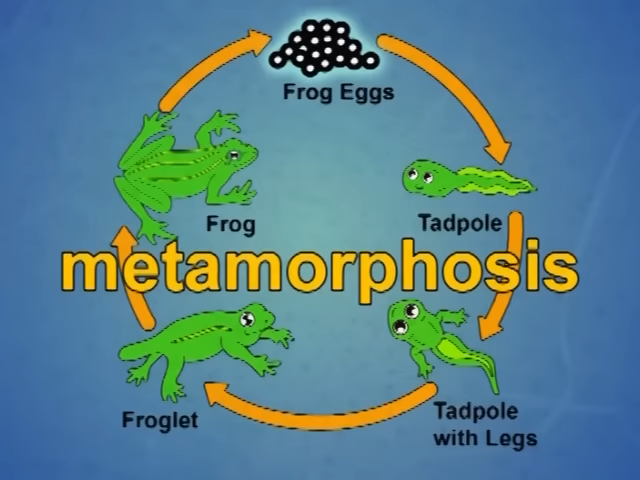 Frog Eggs
Frog
Tadpole
metamorphosis
Froglet
Tadpole
with Legs